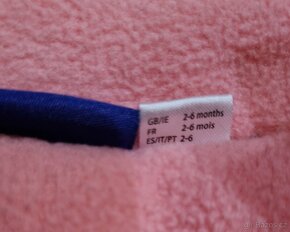 GB/IE 2-6 months
FR 2-6 mois
ES/IT/PT 2-6